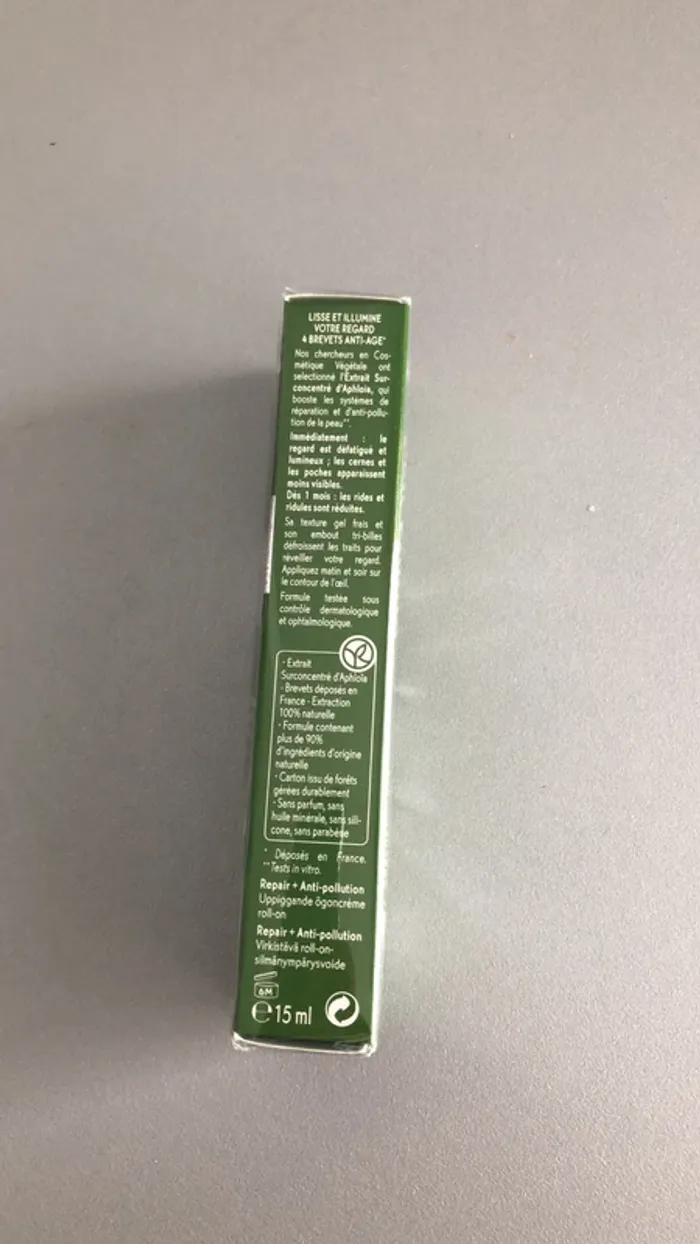 LISSE ET ILLUMINE
VOTRE REGARD
4 BREVETS ANTI-AGE*
Nos chercheurs en Cos-
métique Végétale ont
selectionné l'Extrait Sur-
concentré d'Aphloia, qui
booste les systèmes de
réparation et d'anti-pollu-
tion de la peau**.
Immédiatement : le
regard est défatigué et
lumineux ; les cernes et
les poches apparaissent
moins visibles.
Dès 1 mois : les rides et
ridules sont réduites.
Sa texture gel frais et
son embout tri-billes
défroissent les traits pour
réveiller votre regard.
Appliquez matin et soir sur
le contour de l'œil.
Formule testée sous
contrôle dermatologique
et ophtalmologique.
· Extrait
Surconcentré d'Aphloia
- Brevets déposés en
France - Extraction
100% naturelle
· Formule contenant
plus de 90%
d'ingrédients d'origine
naturelle
· Carton issu de forêts
gérées durablement
· Sans parfum, sans
huile minérale, sans sili-
cone, sans parabène
* Déposés en France.
** Tests in vitro.
Repair + Anti-pollution
Uppiggande ögoncrème
roll-on
Repair + Anti-pollution
Virkistävä roll-on-
silmänympärysvoide
6M
℮ 15 ml